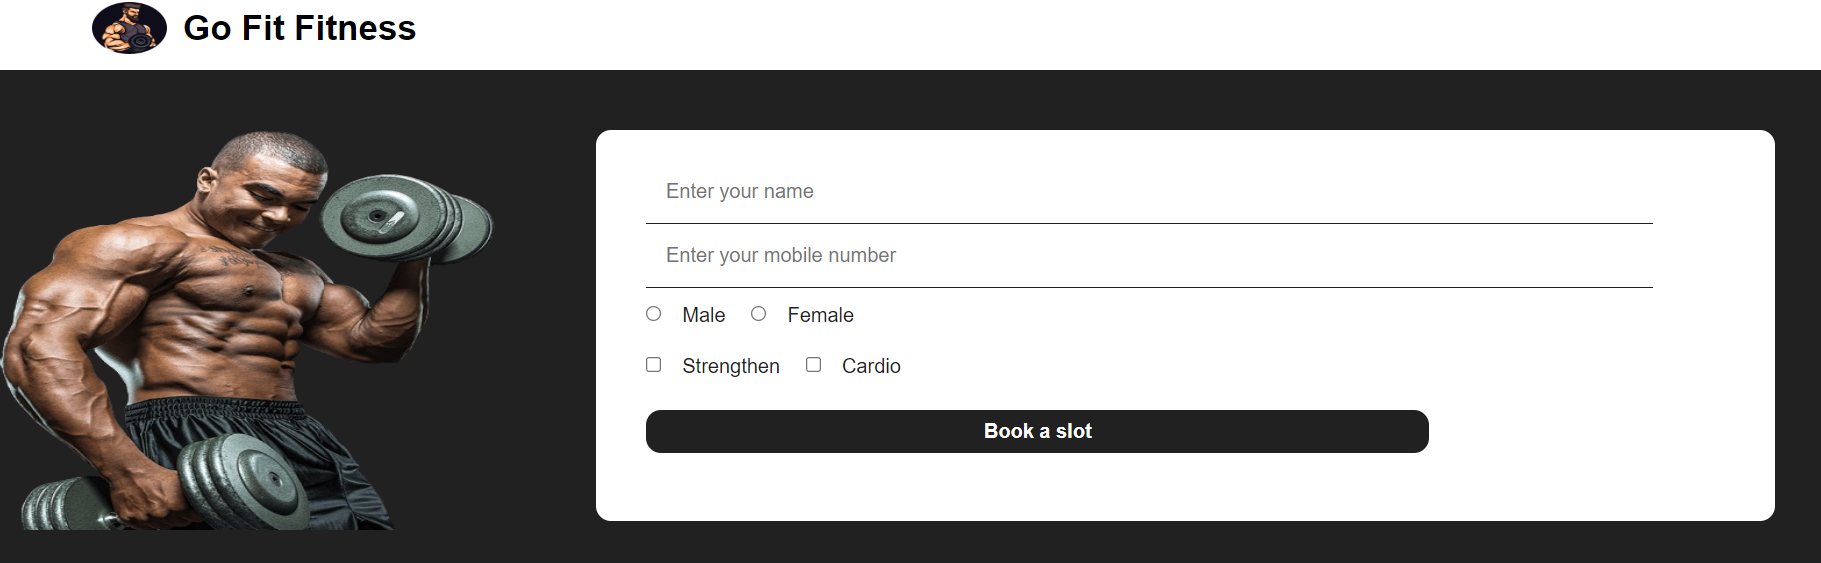 Go Fit Fitness
Enter your name
Enter your mobile number
Male Female
Strengthen Cardio
Book a slot